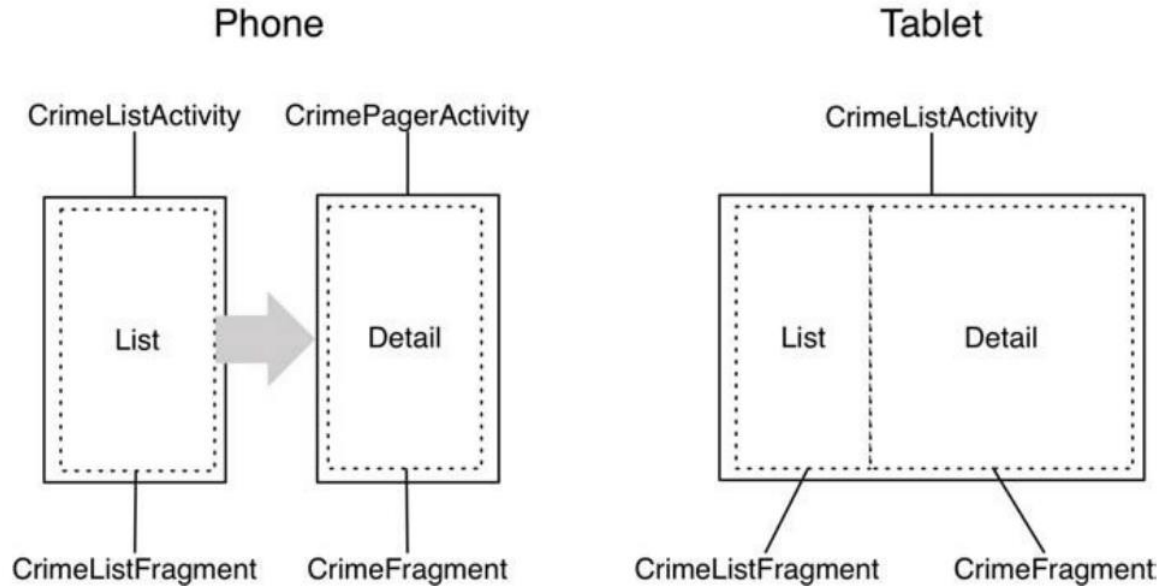 Phone
Tablet
CrimeListActivity
CrimePagerActivity
CrimeListActivity
List
Detail
List
Detail
CrimeListFragment
CrimeFragment
CrimeListFragment
CrimeFragment